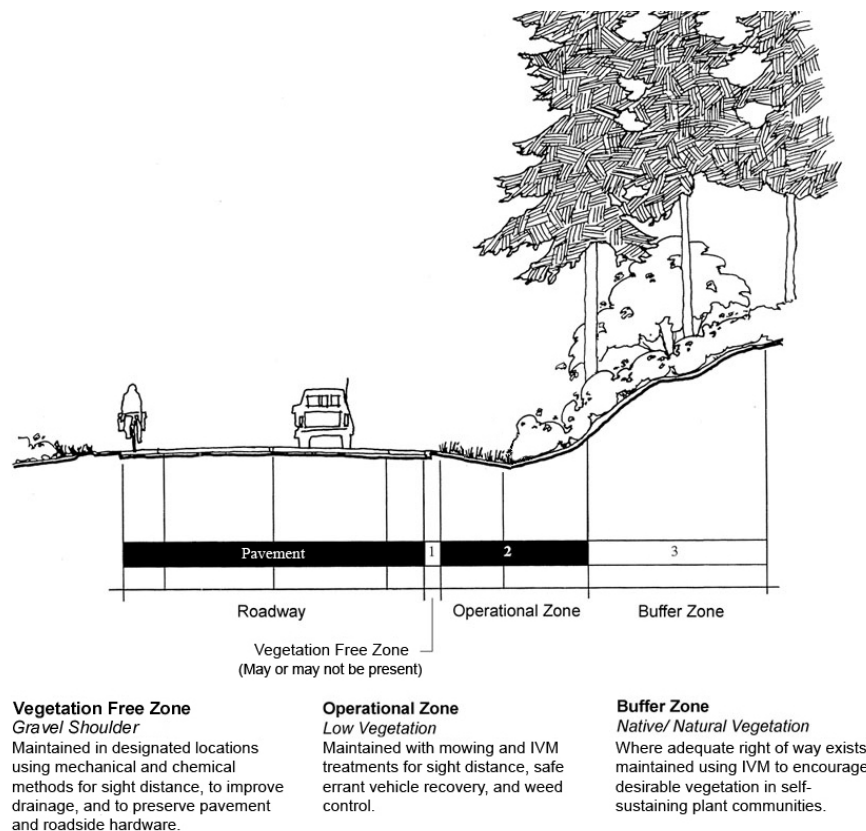 Pavement 1 2 3
Roadway Operational Zone Buffer Zone
Vegetation Free Zone
(May or may not be present)
Vegetation Free Zone
Gravel Shoulder
Maintained in designated locations
using mechanical and chemical
methods for sight distance, to improve
drainage, and to preserve pavement
and roadside hardware.
Operational Zone
Low Vegetation
Maintained with mowing and IVM
treatments for sight distance, safe
errant vehicle recovery, and weed
control.
Buffer Zone
Native/ Natural Vegetation
Where adequate right of way exists
maintained using IVM to encourage
desirable vegetation in self-
sustaining plant communities.